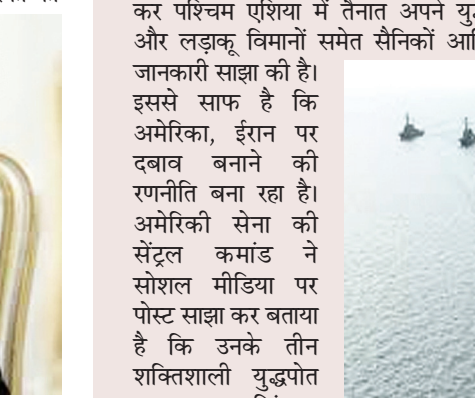 कर पश्चिम एशिया में तैनात अपने
और लड़ाकू विमानों समेत सैनिकों
जानकारी साझा की है।
इससे साफ है कि
अमेरिका, ईरान पर
दबाव बनाने की
रणनीति बना रहा है।
अमेरिकी सेना की
सेंट्रल कमांड ने
सोशल मीडिया पर
पोस्ट साझा कर बताया
है कि उनके तीन
शक्तिशाली युद्धपोत